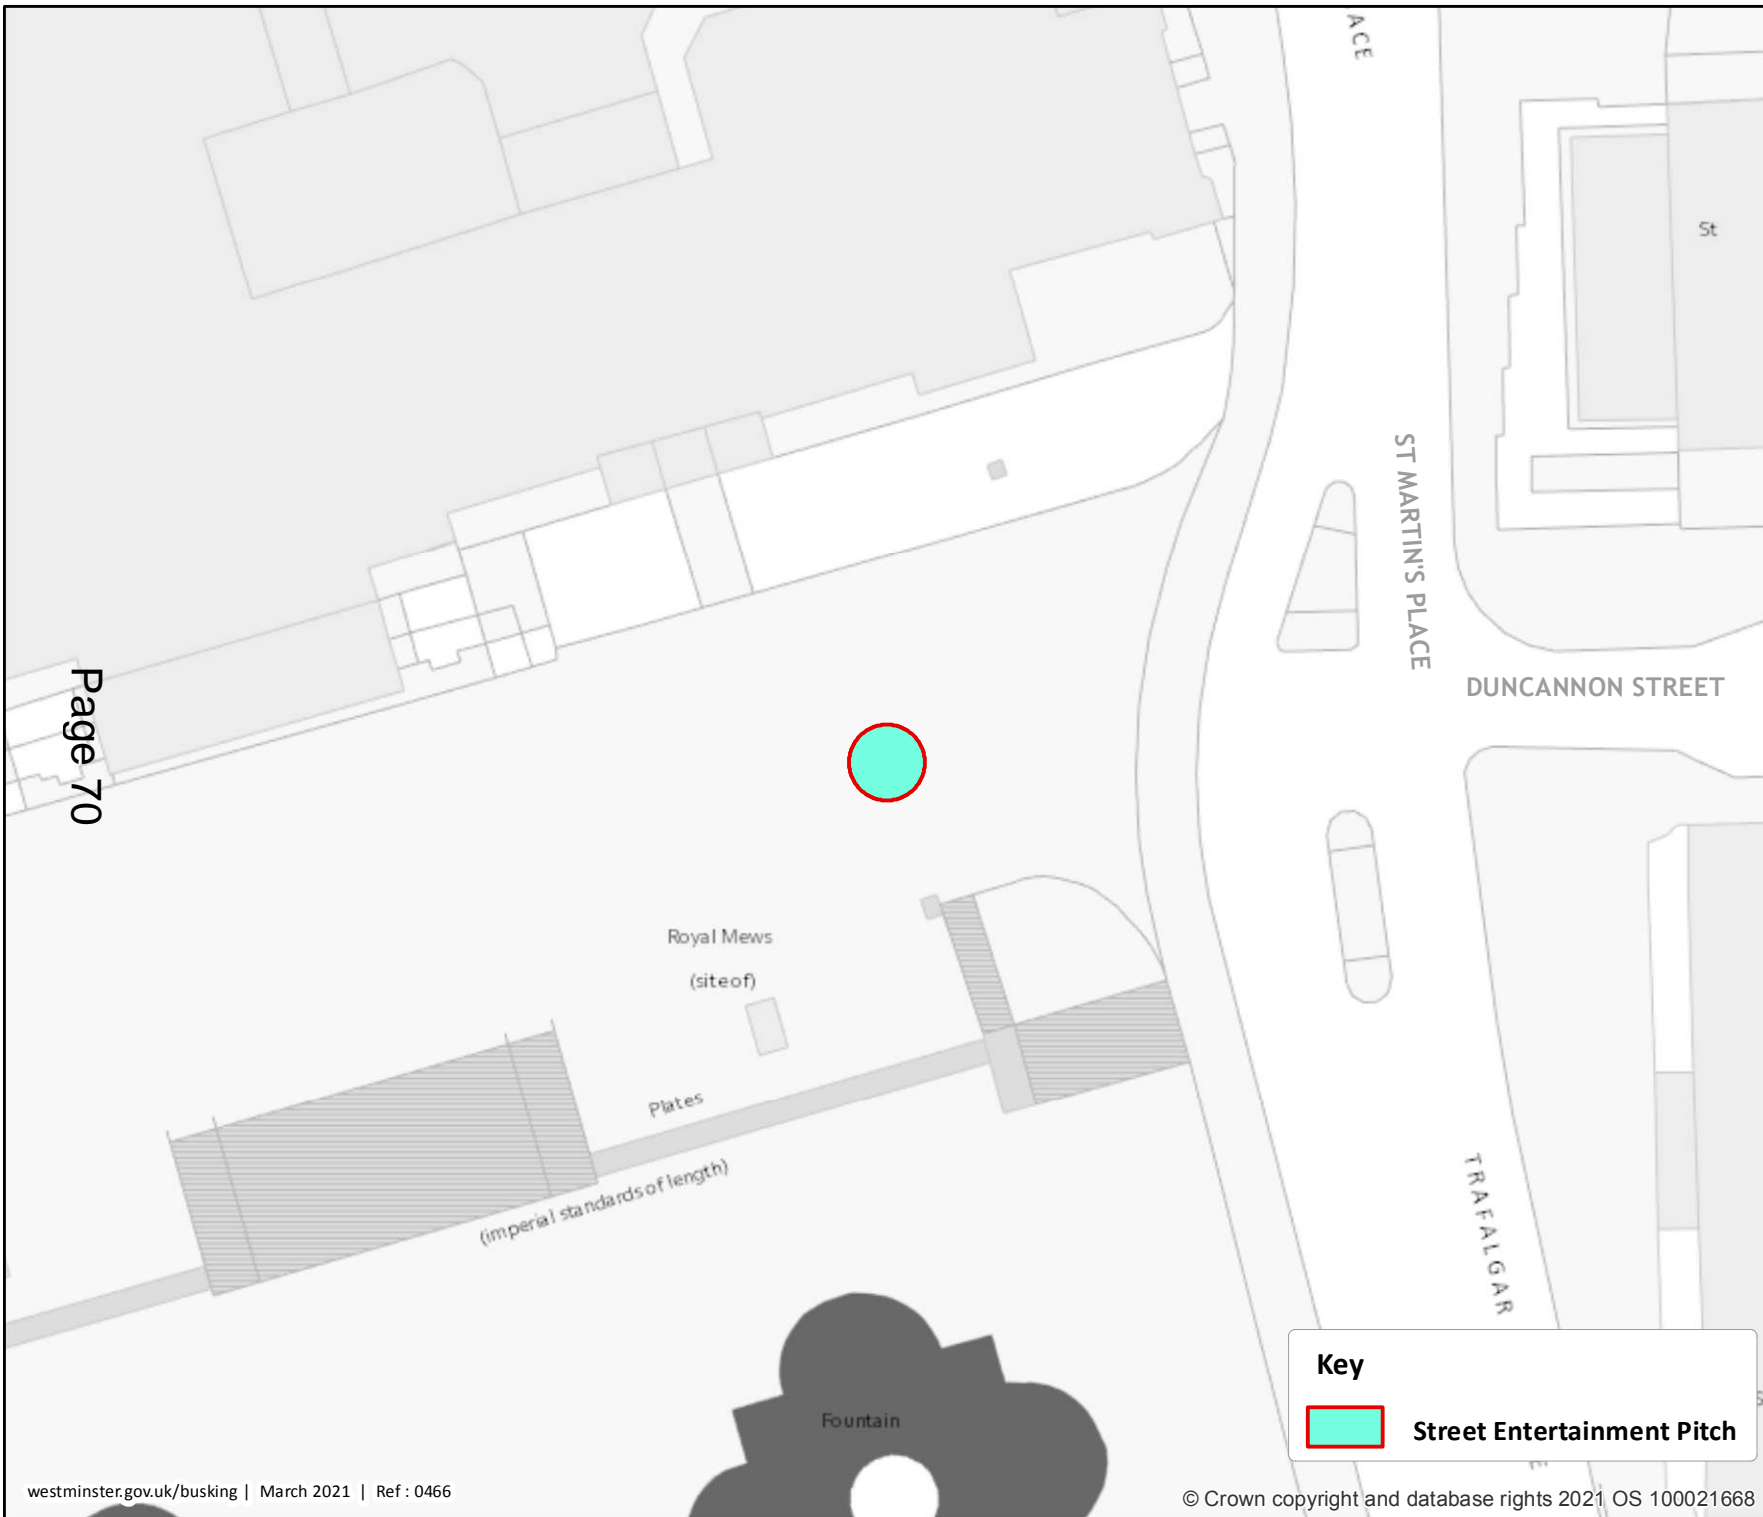 ACE
St
ST MARTIN'S PLACE
DUNCANNON STREET
Page 70
Royal Mews
(site of)
Plates
(imperial standards of length)
TRAFALGAR
Fountain
Key
Street Entertainment Pitch
westminster.gov.uk/busking | March 2021 | Ref : 0466
© Crown copyright and database rights 2021 OS 100021668